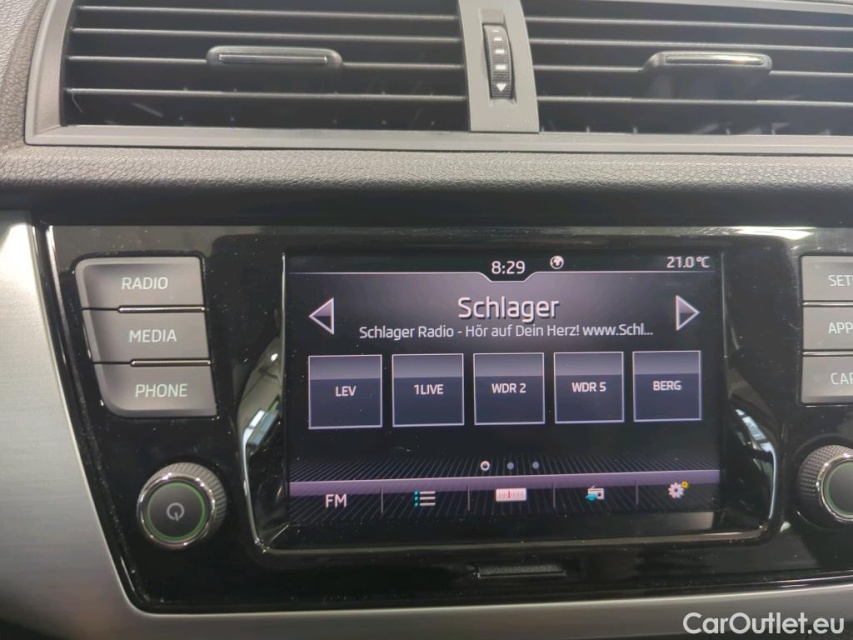 8:29
21.0°C
RADIO
MEDIA
PHONE
Schlager
Schlager Radio - Hör auf Dein Herz! www.Schl...
LEV
1LIVE
WDR 2
WDR 5
BERG
FM
SET
APP
CAR
CarOutlet.eu